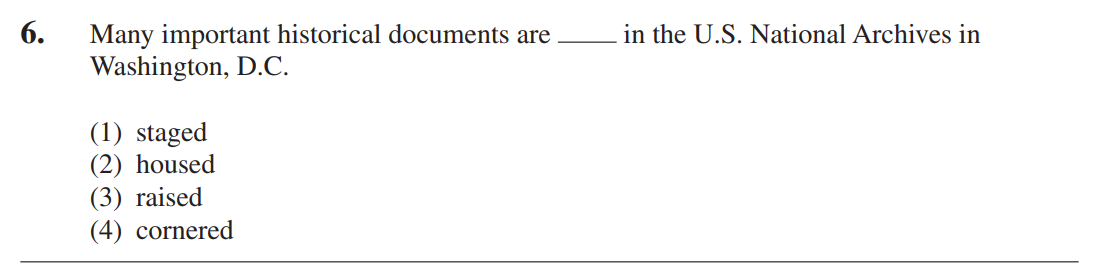 6. Many important historical documents are ____ in the U.S. National Archives in
Washington, D.C.
(1) staged
(2) housed
(3) raised
(4) cornered